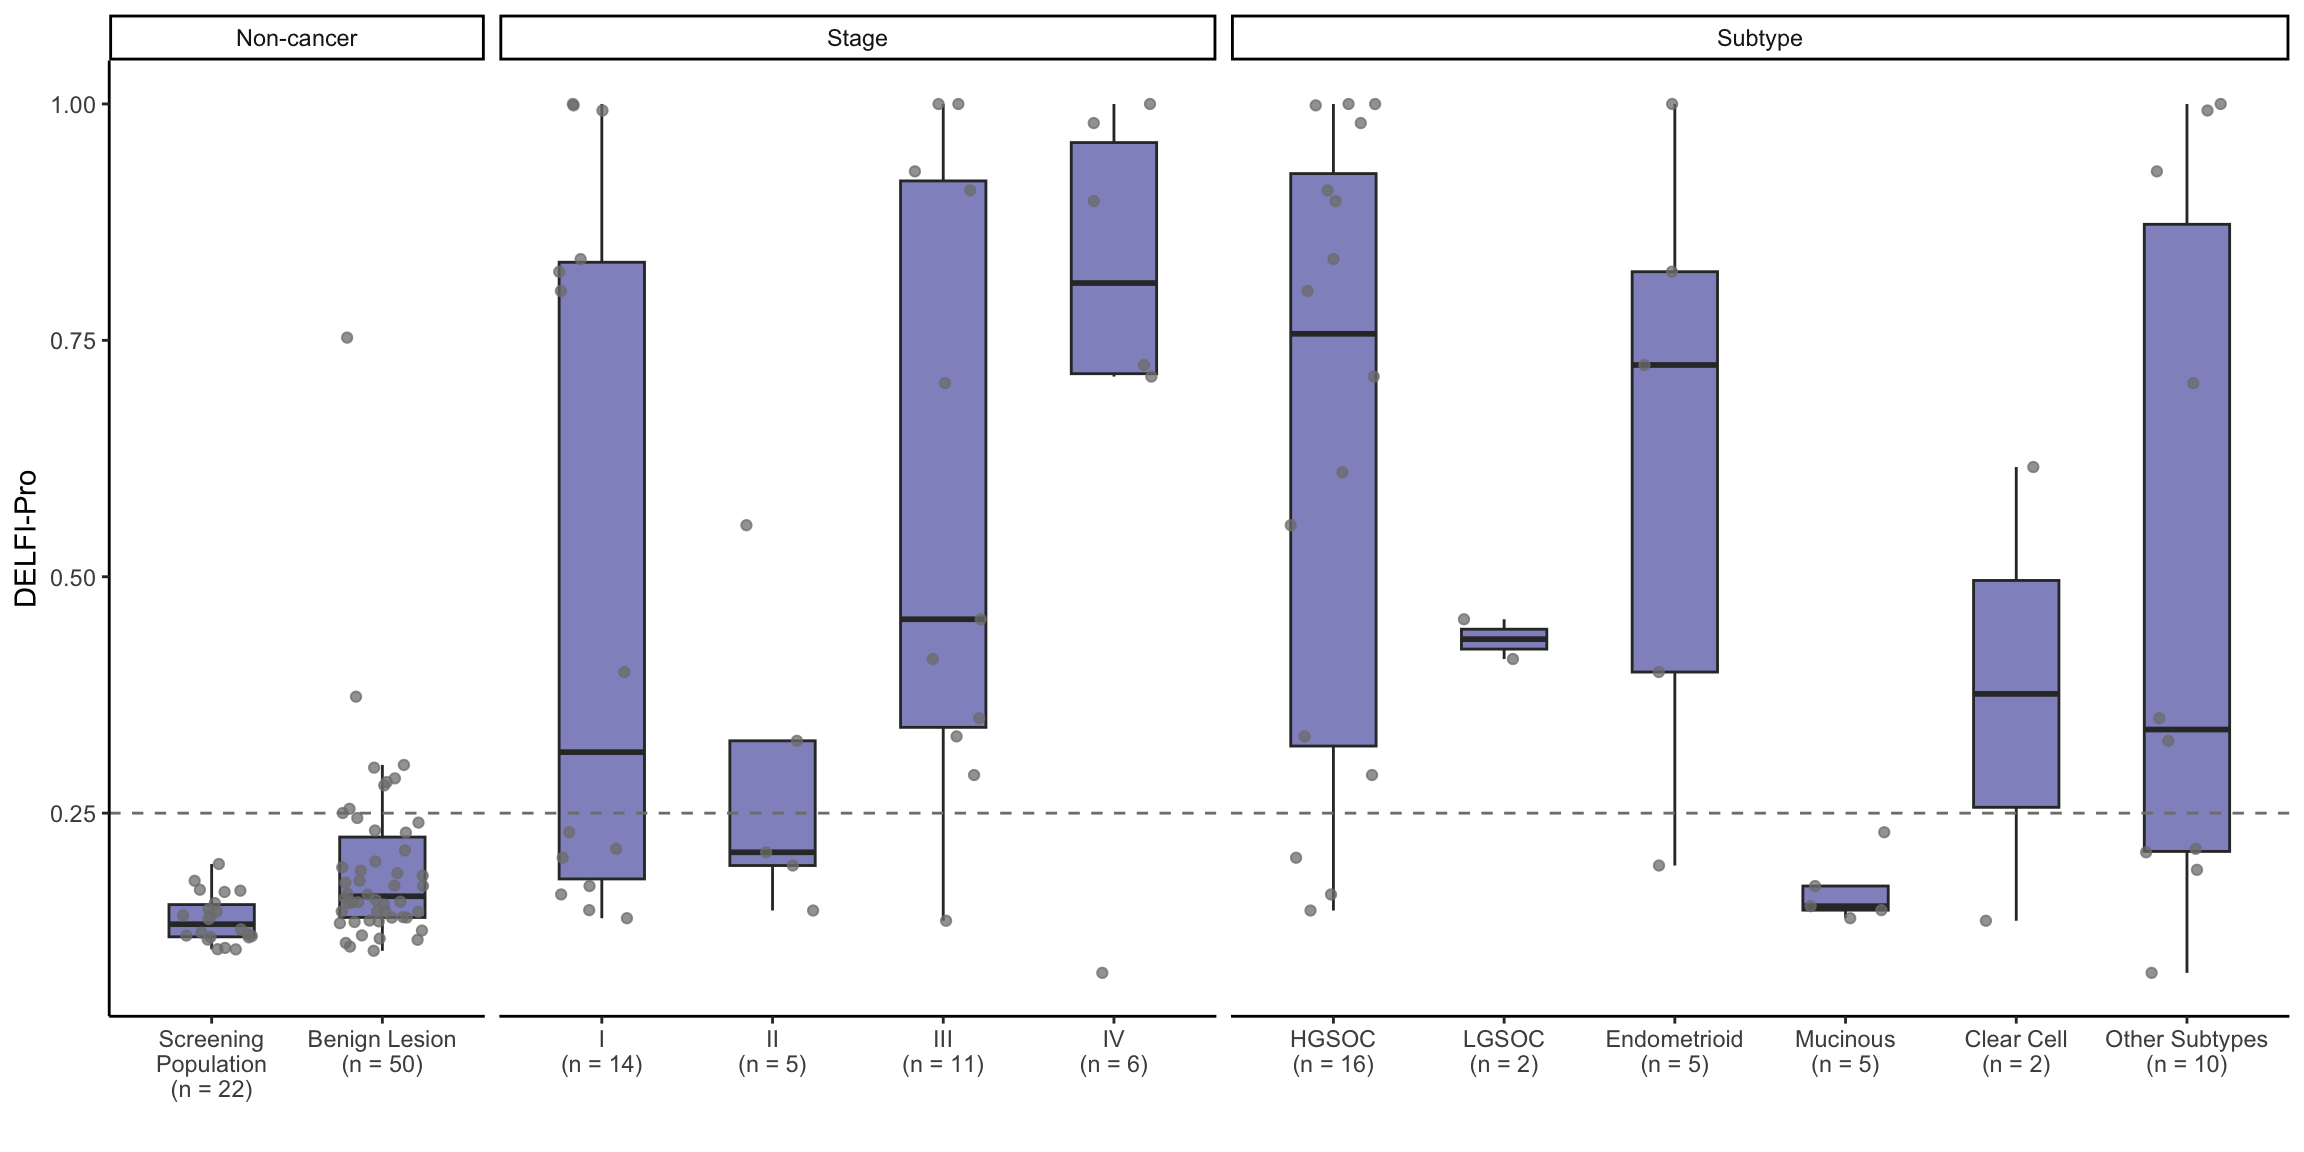 Non-cancer
Stage
Subtype
DELFI-Pro
1.00
0.75
0.50
0.25
Screening
Population
(n = 22)
Benign Lesion
(n = 50)
I
(n = 14)
II
(n = 5)
III
(n = 11)
IV
(n = 6)
HGSOC
(n = 16)
LGSOC
(n = 2)
Endometrioid
(n = 5)
Mucinous
(n = 5)
Clear Cell
(n = 2)
Other Subtypes
(n = 10)